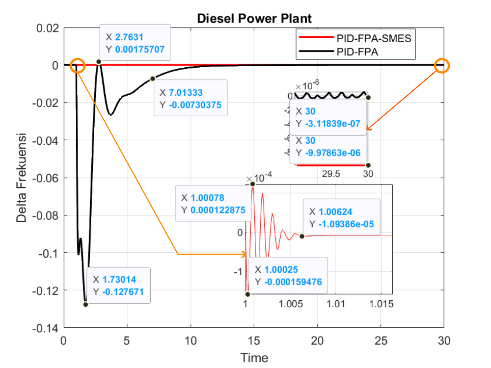 Diesel Power Plant
PID-FPA-SMES
PID-FPA
X 2.7631
Y 0.00175707
X 7.01333
Y -0.00730375
×10-6
0
-2
X 30
Y -3.11839e-07
X 30
Y -9.97863e-06
29.5 30
×10-4
X 1.00078
Y 0.000122875
X 1.00624
Y -1.09386e-05
0
-1
X 1.00025
Y -0.000159476
1 1.005 1.01 1.015
X 1.73014
Y -0.127671
0.02
0
-0.02
-0.04
-0.06
-0.08
-0.1
-0.12
-0.14
Delta Frekuensi
0 5 10 15 20 25 30
Time